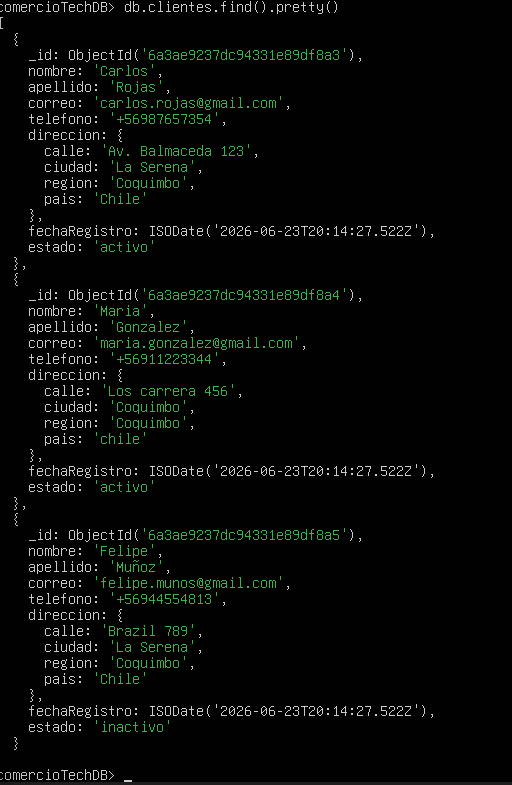 comercioTechDB> db.clientes.find().pretty()
[
  {
    _id: ObjectId('6a3ae9237dc94331e89df8a3'),
    nombre: 'Carlos',
    apellido: 'Rojas',
    correo: 'carlos.rojas@gmail.com',
    telefono: '+56987657354',
    direccion: {
      calle: 'Av. Balmaceda 123',
      ciudad: 'La Serena',
      region: 'Coquimbo',
      pais: 'Chile'
    },
    fechaRegistro: ISODate('2026-06-23T20:14:27.522Z'),
    estado: 'activo'
  },
  {
    _id: ObjectId('6a3ae9237dc94331e89df8a4'),
    nombre: 'Maria',
    apellido: 'Gonzalez',
    correo: 'maria.gonzalez@gmail.com',
    telefono: '+56911223344',
    direccion: {
      calle: 'Los carrera 456',
      ciudad: 'Coquimbo',
      region: 'Coquimbo',
      pais: 'chile'
    },
    fechaRegistro: ISODate('2026-06-23T20:14:27.522Z'),
    estado: 'activo'
  },
  {
    _id: ObjectId('6a3ae9237dc94331e89df8a5'),
    nombre: 'Felipe',
    apellido: 'Muñoz',
    correo: 'felipe.munos@gmail.com',
    telefono: '+56944554813',
    direccion: {
      calle: 'Brazil 789',
      ciudad: 'La Serena',
      region: 'Coquimbo',
      pais: 'Chile'
    },
    fechaRegistro: ISODate('2026-06-23T20:14:27.522Z'),
    estado: 'inactivo'
  }
comercioTechDB> _